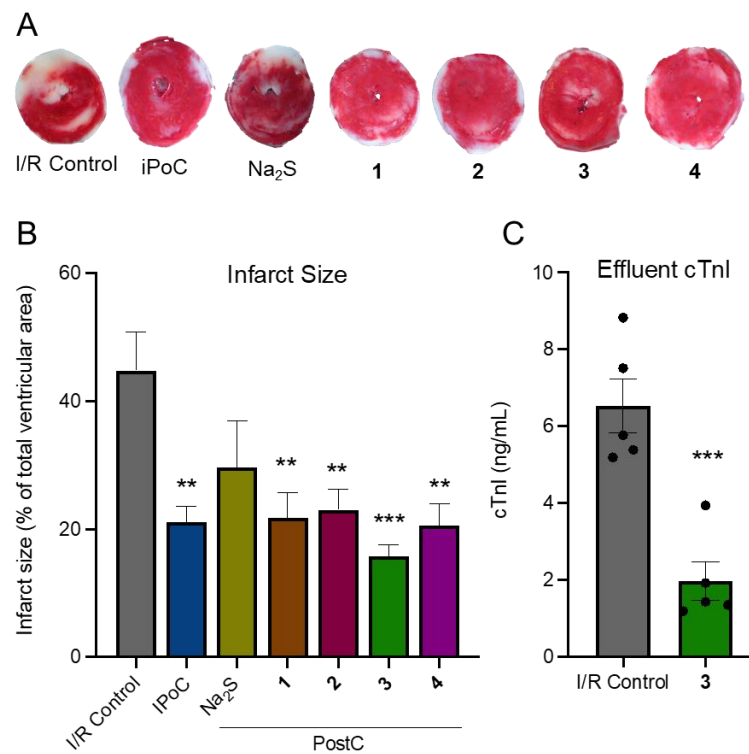 A
I/R Control
iPoC
Na₂S
1
2
3
4
B
Infarct Size
Infarct size (% of total ventricular area)
60
40
20
0
**
**
**
***
**
I/R Control
IPoC
Na₂S
1
2
3
4
PostC
C
Effluent cTnI
cTnI (ng/mL)
10
8
6
4
2
0
***
I/R Control
3